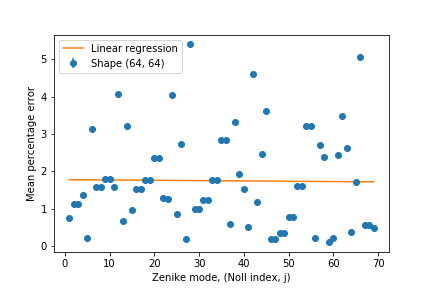 Linear regression
Shape (64, 64)
Mean percentage error
5
4
3
2
1
0
0 10 20 30 40 50 60 70
Zenike mode, (Noll index, j)